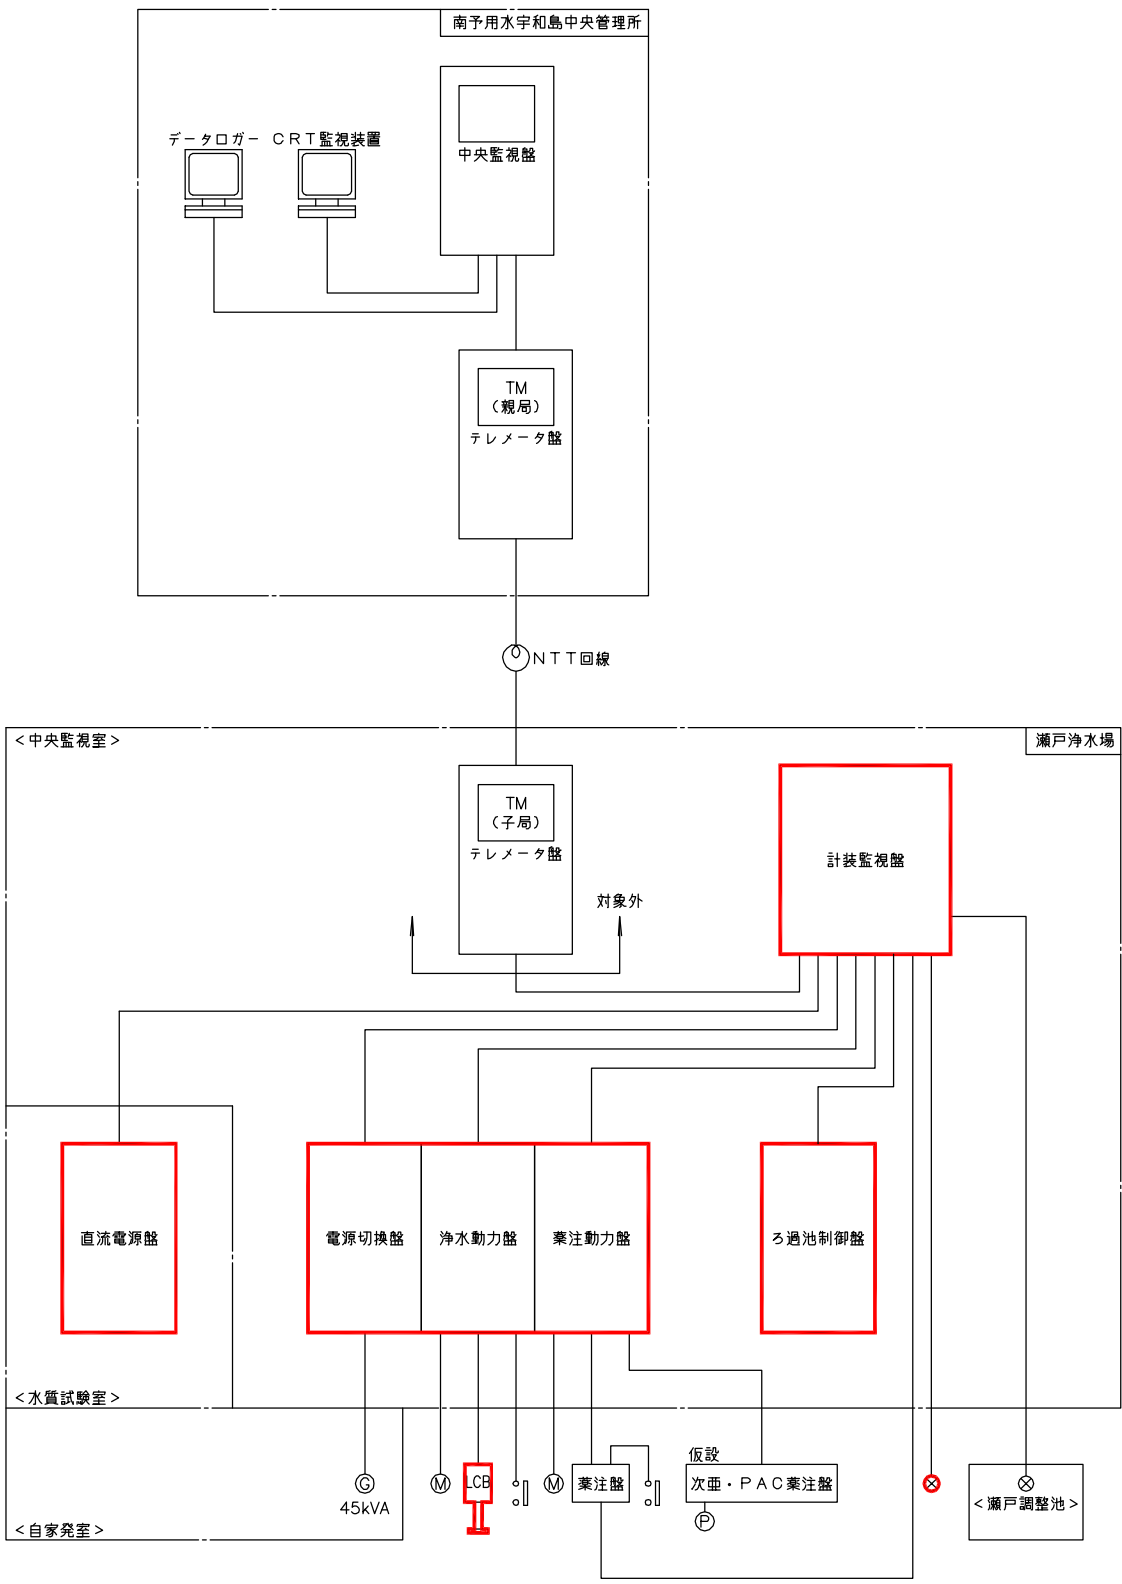 南予用水宇和島中央管理所
データロガー
CRT監視装置
中央監視盤
TM
(親局)
テレメータ盤
NTT回線
<中央監視室>
瀬戸浄水場
TM
(子局)
テレメータ盤
計装監視盤
対象外
直流電源盤
電源切換盤
浄水動力盤
薬注動力盤
ろ過池制御盤
<水質試験室>
仮設
G
M
LCB
M
薬注盤
次亜・PAC薬注盤
45kVA
<瀬戸調整池>
P
<自家発室>